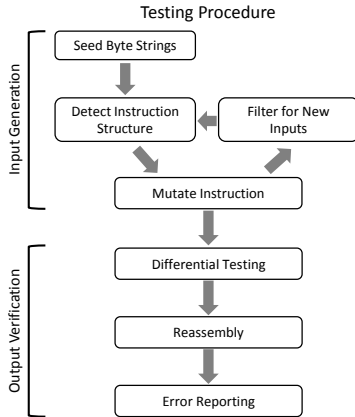 Testing Procedure
Input Generation
Seed Byte Strings
Detect Instruction
Structure
Filter for New
Inputs
Mutate Instruction
Output Verification
Differential Testing
Reassembly
Error Reporting